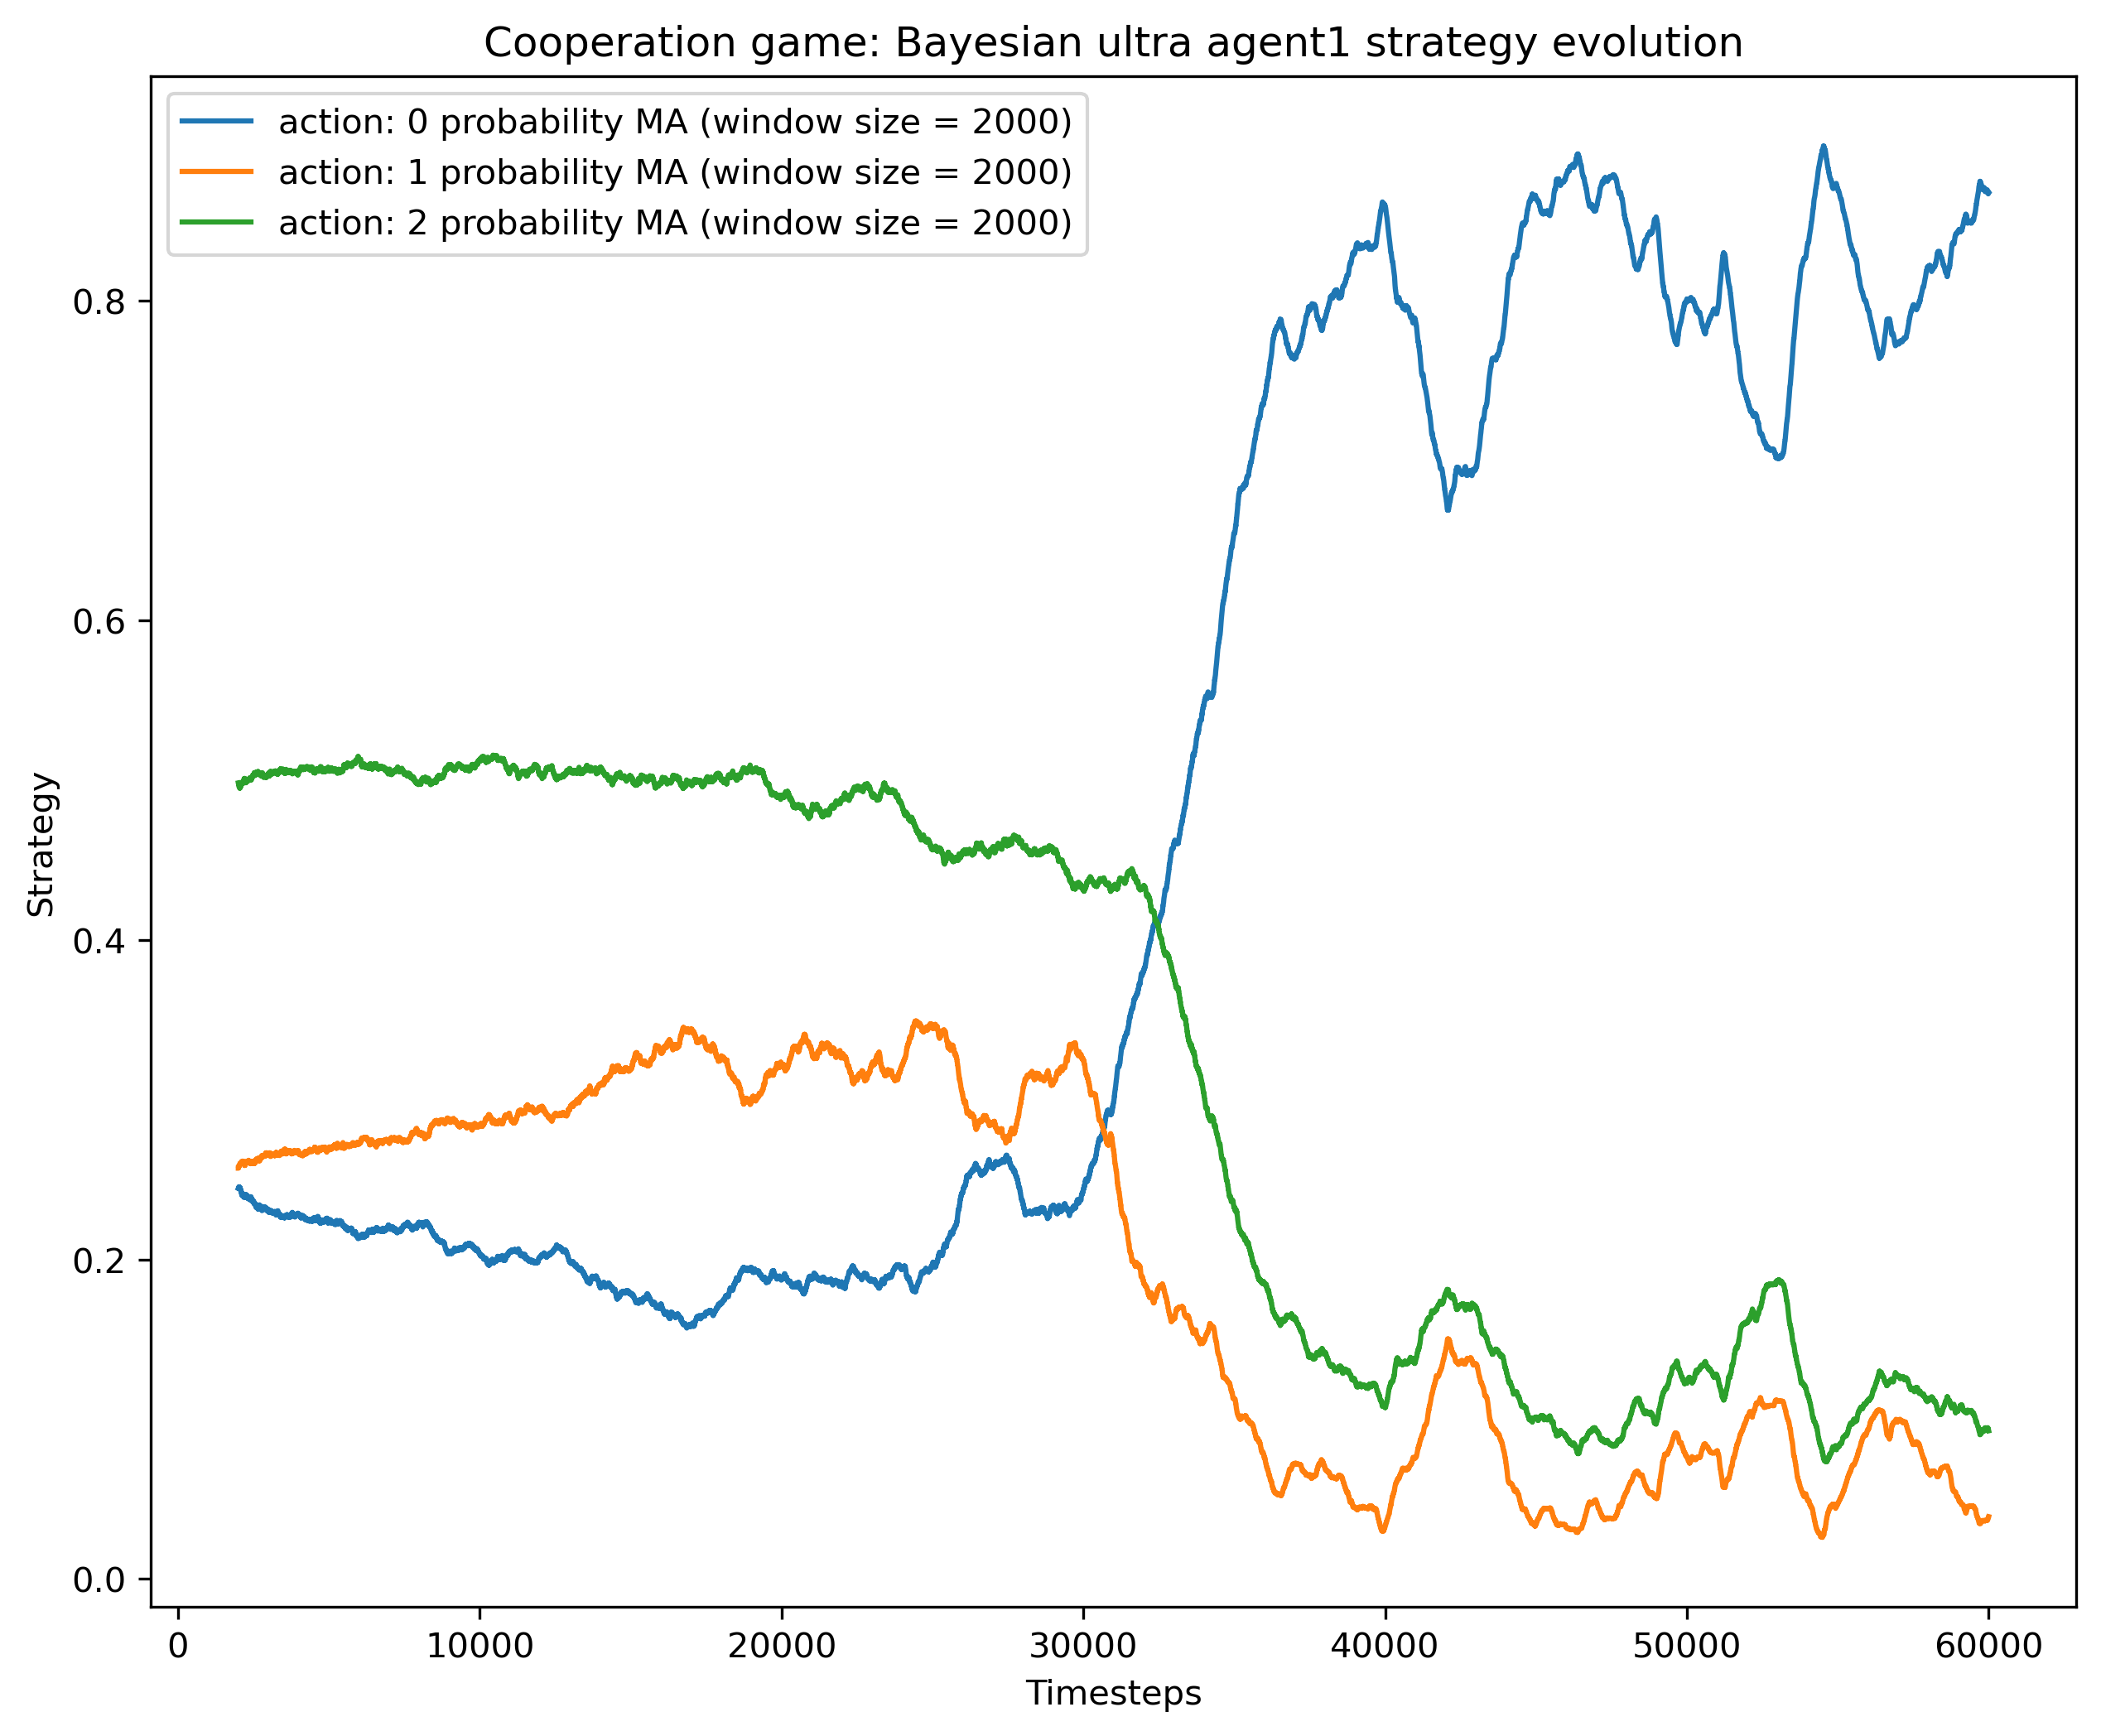 Cooperation game: Bayesian ultra agent1 strategy evolution
action: 0 probability MA (window size = 2000)
action: 1 probability MA (window size = 2000)
action: 2 probability MA (window size = 2000)
0.8
0.6
0.4
0.2
0.0
Strategy
0 10000 20000 30000 40000 50000 60000
Timesteps